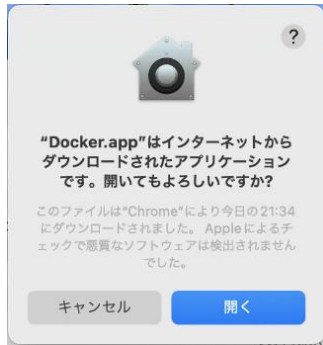 ?
“Docker.app”はインターネットから
ダウンロードされたアプリケーション
です。開いてもよろしいですか?
このファイルは“Chrome”により今日の21:34
にダウンロードされました。Appleによるチ
ェックで悪質なソフトウェアは検出されません
でした。
キャンセル
開く